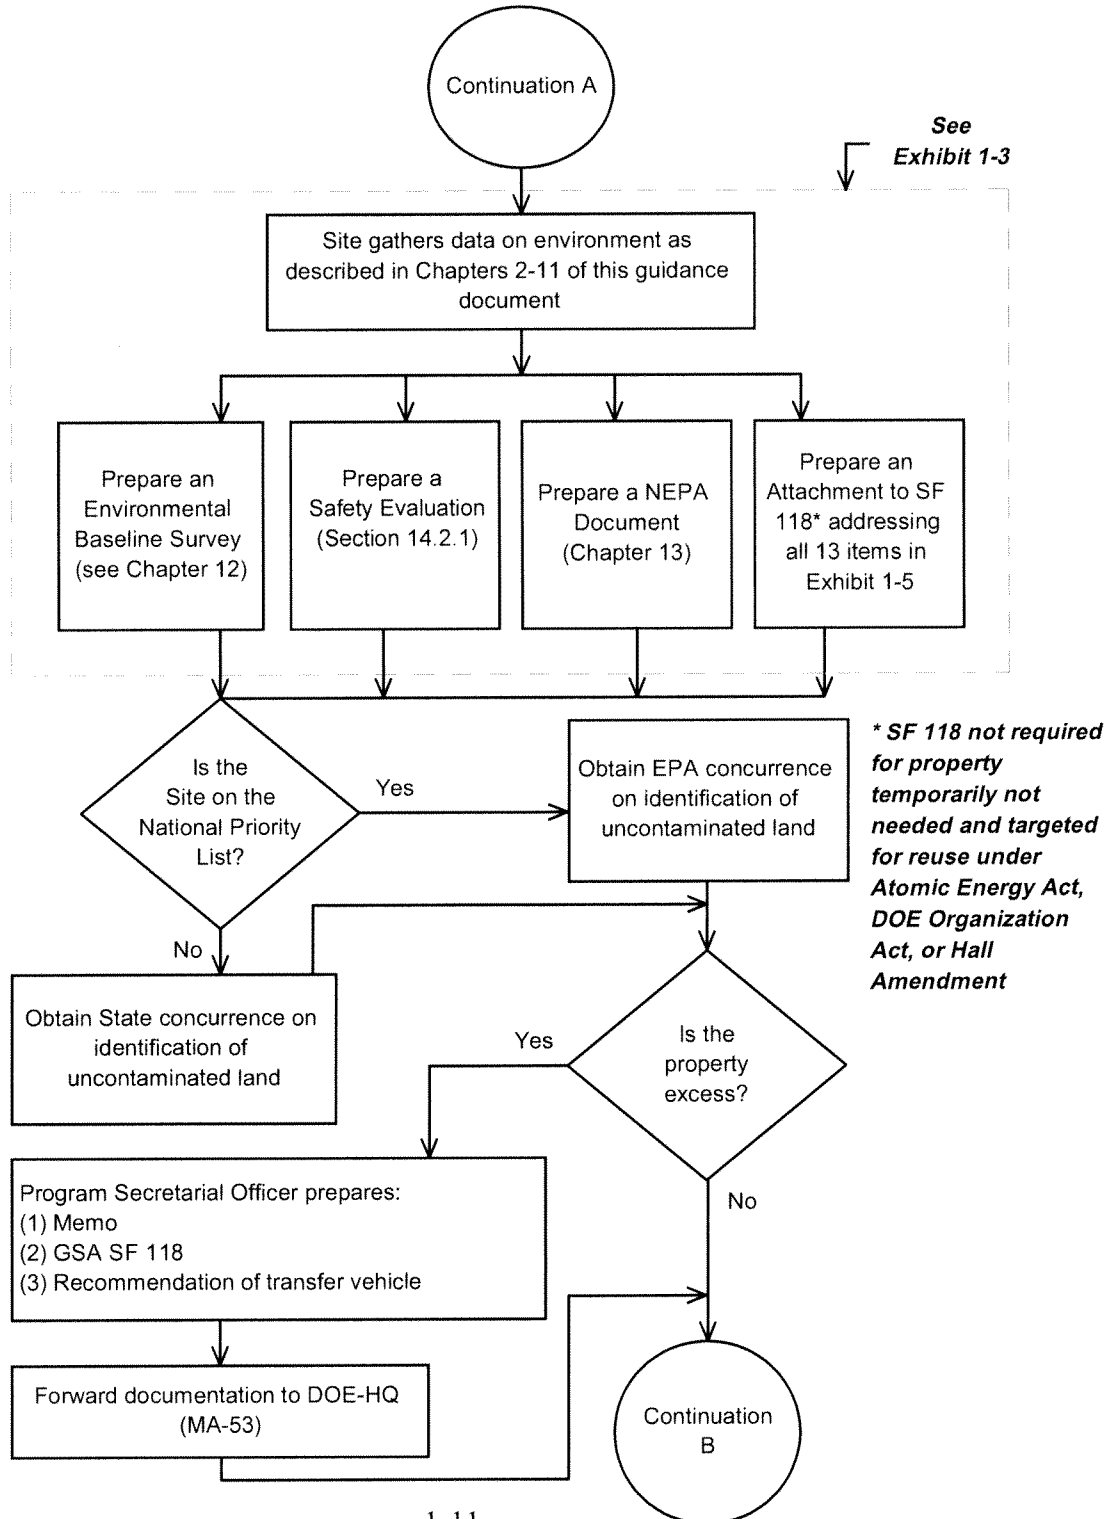 Continuation A
See
Exhibit 1-3
Site gathers data on environment as
described in Chapters 2-11 of this guidance
document
Prepare an
Environmental
Baseline Survey
(see Chapter 12)
Prepare a
Safety Evaluation
(Section 14.2.1)
Prepare a NEPA
Document
(Chapter 13)
Prepare an
Attachment to SF
118* addressing
all 13 items in
Exhibit 1-5
Is the
Site on the
National Priority
List?
Yes
Obtain EPA concurrence
on identification of
uncontaminated land
* SF 118 not required
for property
temporarily not
needed and targeted
for reuse under
Atomic Energy Act,
DOE Organization
Act, or Hall
Amendment
No
Obtain State concurrence on
identification of
uncontaminated land
Yes
Is the
property
excess?
No
Program Secretarial Officer prepares:
(1) Memo
(2) GSA SF 118
(3) Recommendation of transfer vehicle
Forward documentation to DOE-HQ
(MA-53)
Continuation
B